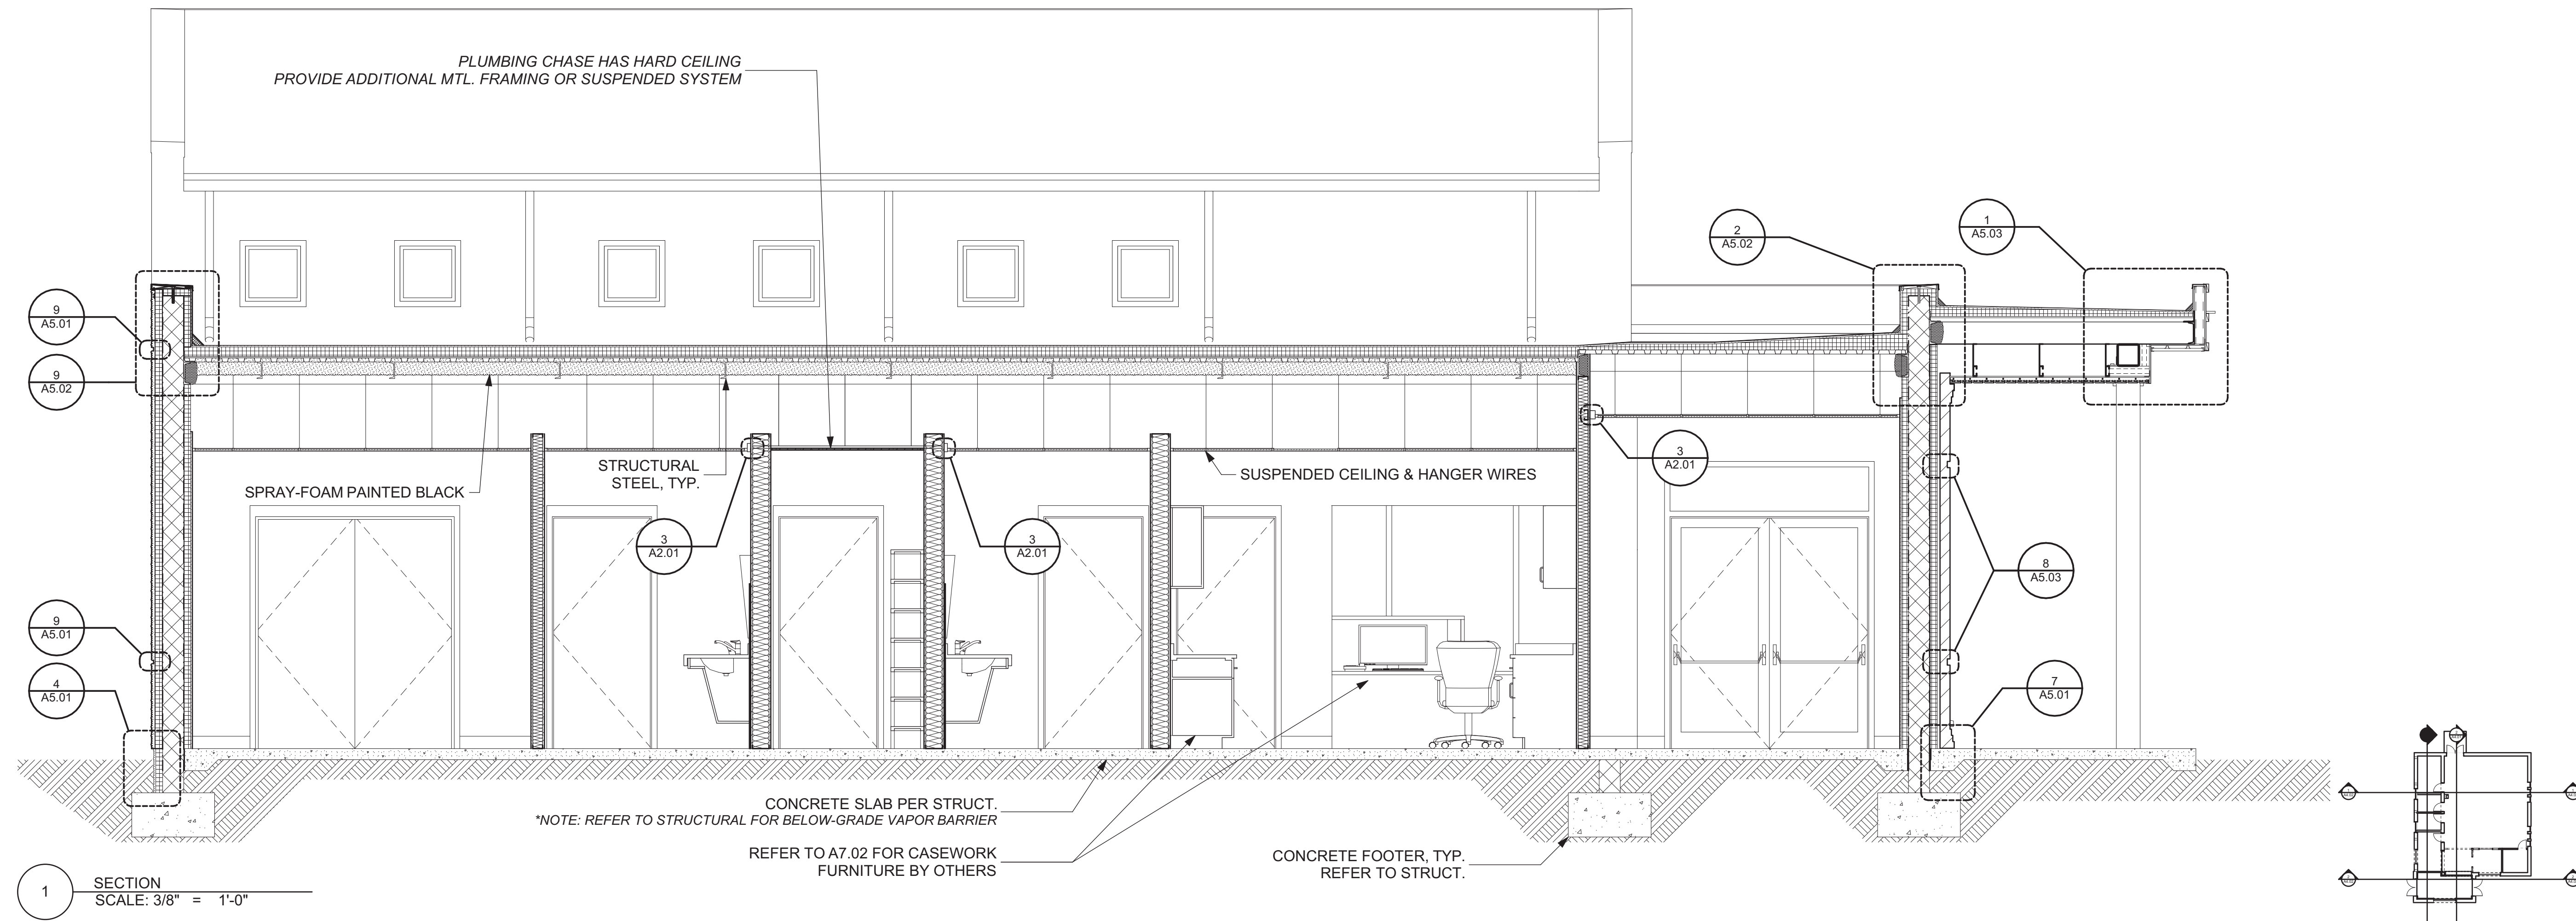 PLUMBING CHASE HAS HARD CEILING
PROVIDE ADDITIONAL MTL. FRAMING OR SUSPENDED SYSTEM
2
A5.02
1
A5.03
9
A5.01
9
A5.02
STRUCTURAL
STEEL, TYP.
SPRAY-FOAM PAINTED BLACK
SUSPENDED CEILING & HANGER WIRES
3
A2.01
3
A2.01
3
A2.01
8
A5.03
9
A5.01
4
A5.01
7
A5.01
CONCRETE SLAB PER STRUCT.
*NOTE: REFER TO STRUCTURAL FOR BELOW-GRADE VAPOR BARRIER
REFER TO A7.02 FOR CASEWORK
FURNITURE BY OTHERS
CONCRETE FOOTER, TYP.
REFER TO STRUCT.
1
SECTION
SCALE: 3/8" = 1'-0"